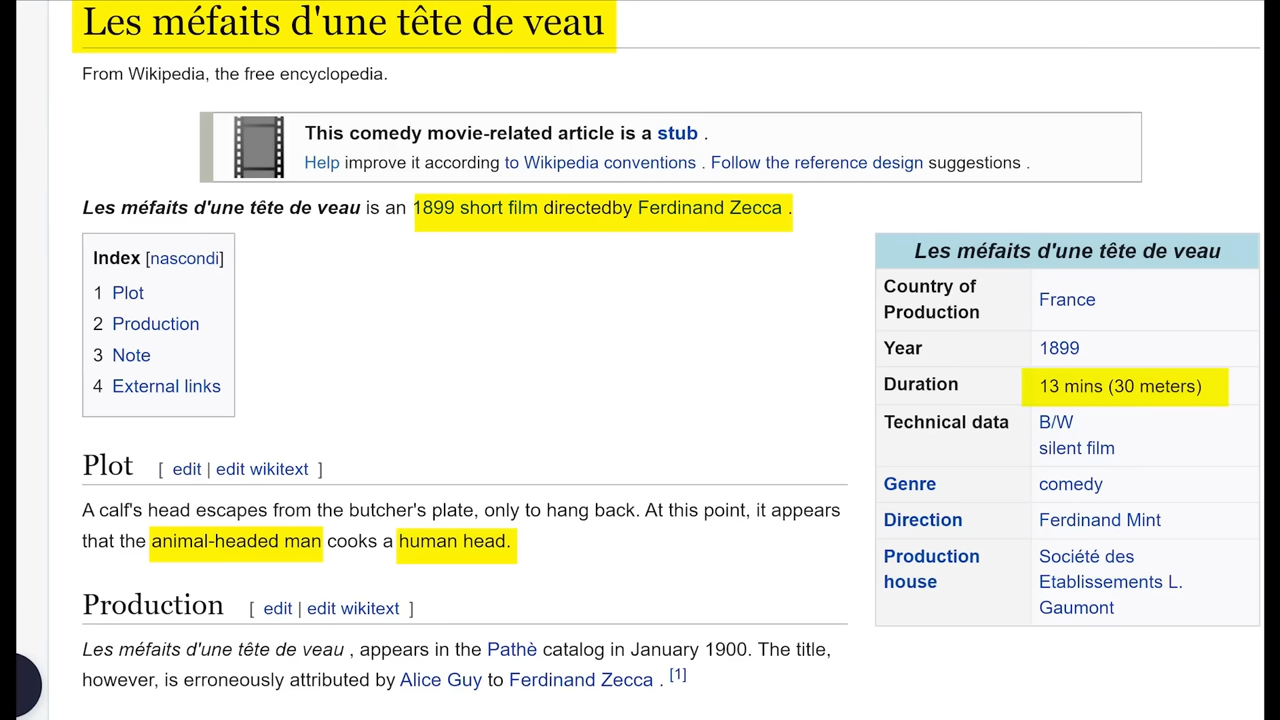 Les méfaits d'une tête de veau
From Wikipedia, the free encyclopedia.
This comedy movie-related article is a stub .
Help improve it according to Wikipedia conventions . Follow the reference design suggestions .
Les méfaits d'une tête de veau is an 1899 short film directedby Ferdinand Zecca .
Index [nascondi]
1 Plot
2 Production
3 Note
4 External links
Les méfaits d'une tête de veau
Country of
Production
France
Year
1899
Duration
13 mins (30 meters)
Technical data
B/W
silent film
Genre
comedy
Direction
Ferdinand Mint
Production
house
Société des
Etablissements L.
Gaumont
Plot [ edit | edit wikitext ]
A calf's head escapes from the butcher's plate, only to hang back. At this point, it appears
that the animal-headed man cooks a human head.
Production [ edit | edit wikitext ]
Les méfaits d'une tête de veau , appears in the Pathè catalog in January 1900. The title,
however, is erroneously attributed by Alice Guy to Ferdinand Zecca . [1]